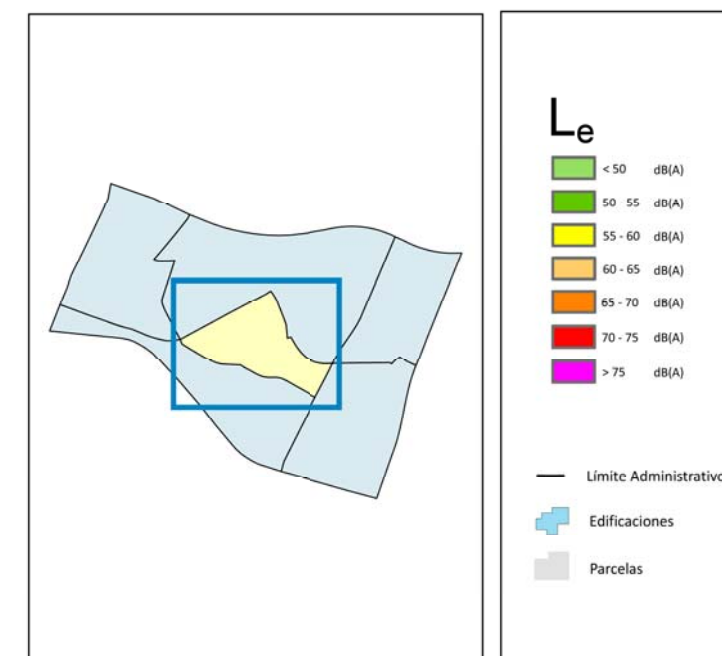 Le
< 50 dB(A)
50 55 dB(A)
55 - 60 dB(A)
60 - 65 dB(A)
65 - 70 dB(A)
70 - 75 dB(A)
> 75 dB(A)
Límite Administrativo
Edificaciones
Parcelas